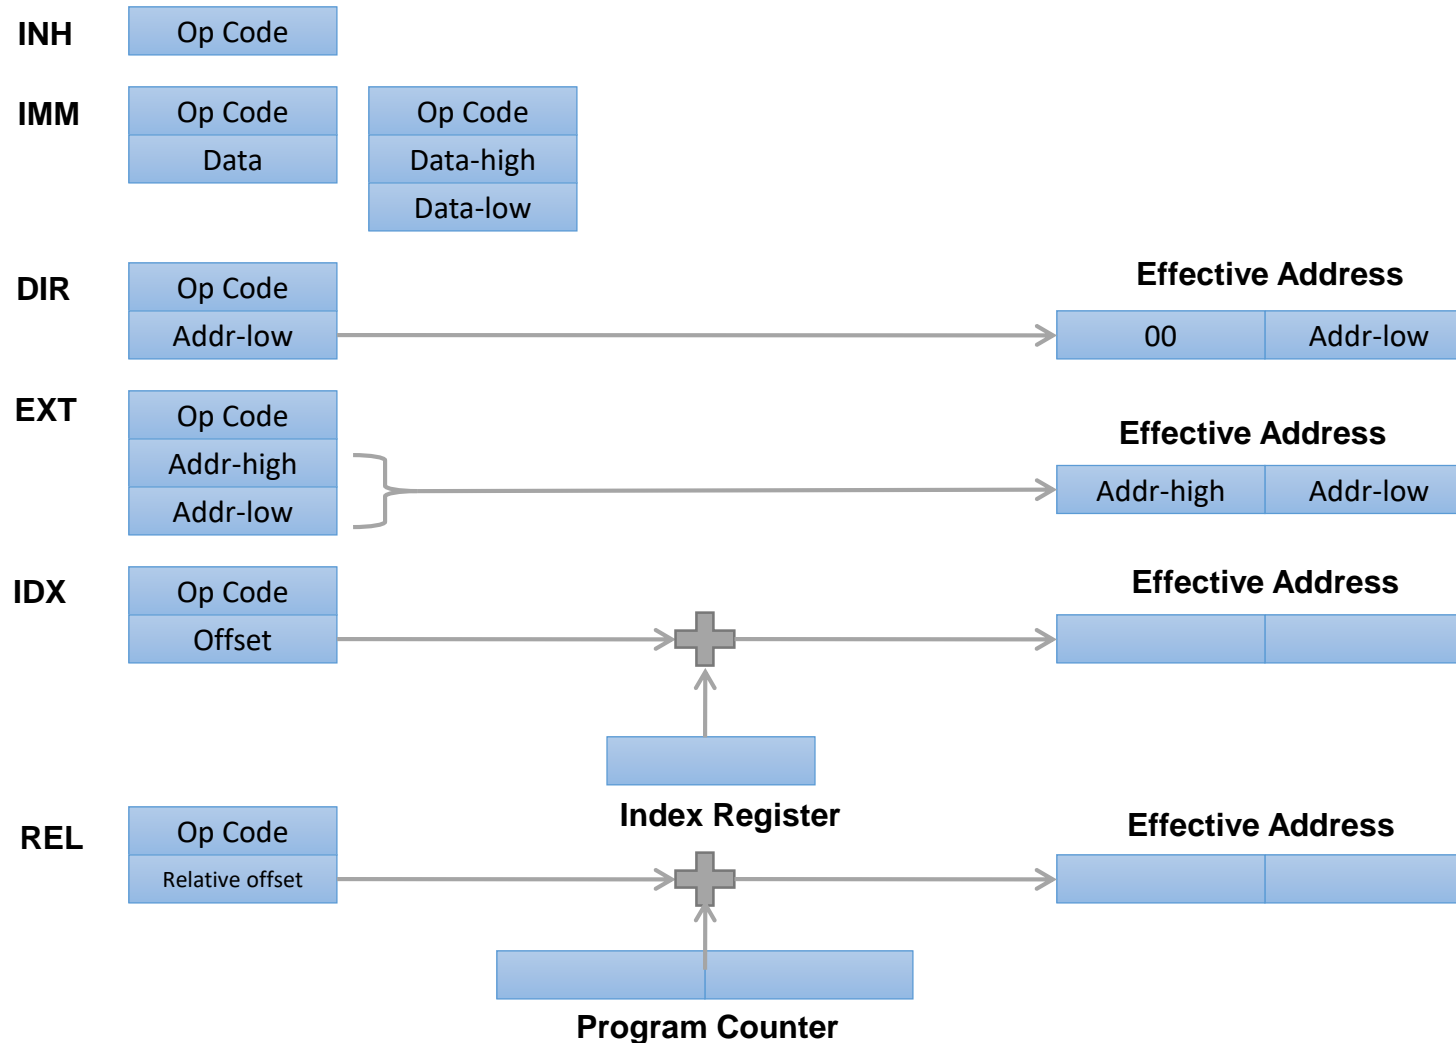 INH
Op Code
IMM
Op Code
Op Code
Data
Data-high
Data-low
DIR
Op Code
Effective Address
Addr-low
00
Addr-low
EXT
Op Code
Addr-high
Effective Address
Addr-high
Addr-low
Addr-low
IDX
Op Code
Effective Address
Offset
Index Register
REL
Op Code
Effective Address
Relative offset
Program Counter